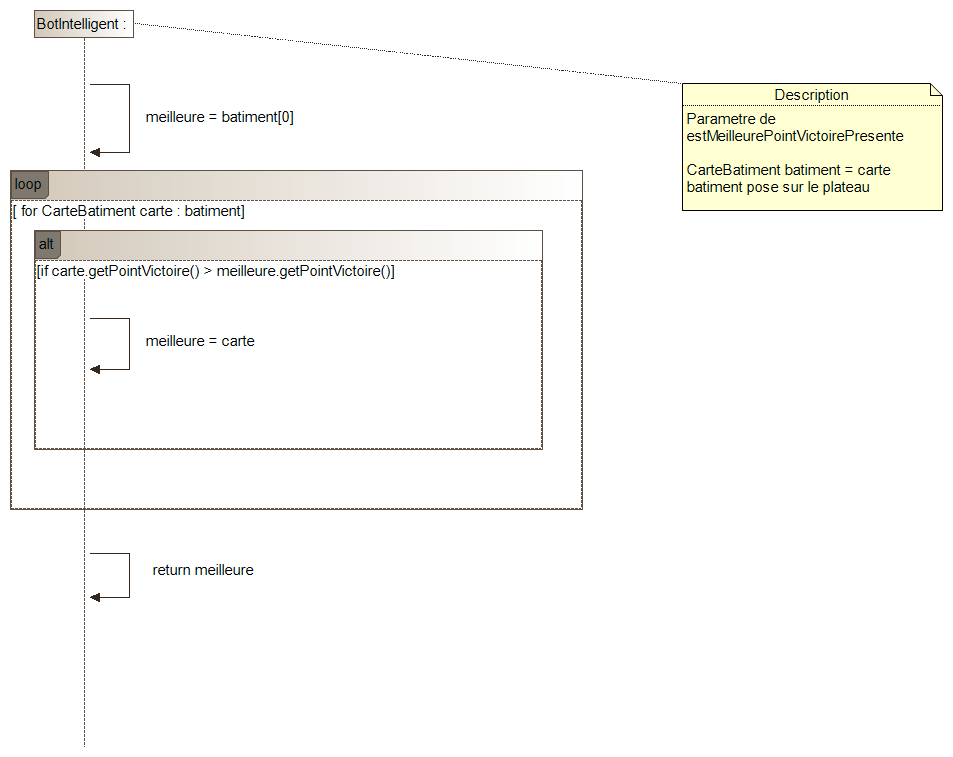 BotIntelligent :
Description
Parametre de
estMeilleurePointVictoirePresente
CarteBatiment batiment = carte
batiment pose sur le plateau
meilleure = batiment[0]
loop
[ for CarteBatiment carte : batiment]
alt
[if carte.getPointVictoire() > meilleure.getPointVictoire()]
meilleure = carte
return meilleure